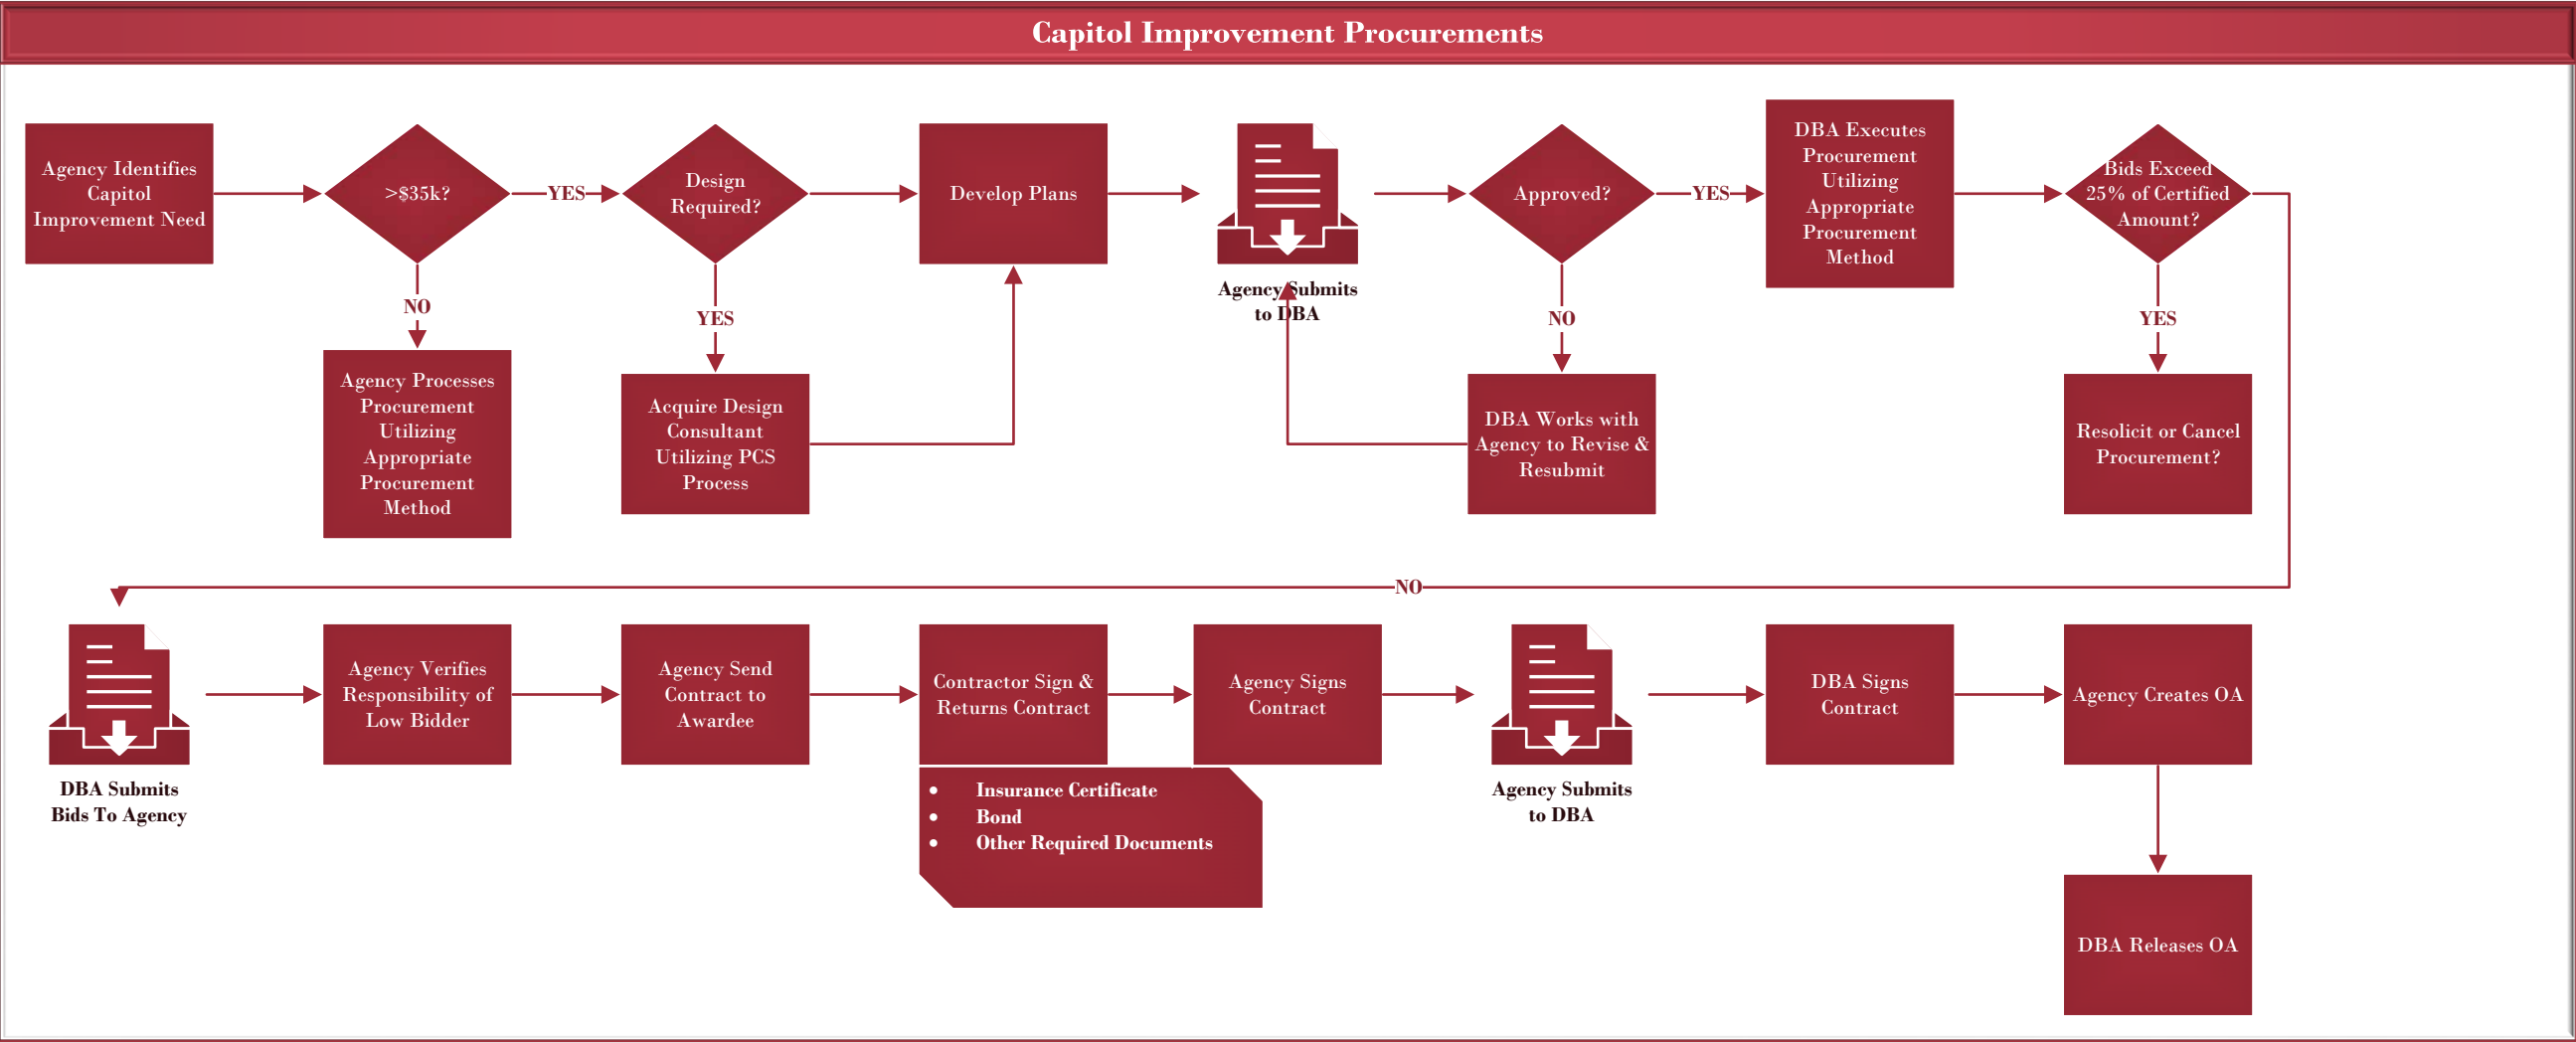 Capitol Improvement Procurements
Agency Identifies
Capitol
Improvement Need
>$35k?
YES
Design
Required?
Develop Plans
Agency Submits
to DBA
Approved?
YES
DBA Executes
Procurement
Utilizing
Appropriate
Procurement
Method
Bids Exceed
25% of Certified
Amount?
NO
YES
NO
YES
Agency Processes
Procurement
Utilizing
Appropriate
Procurement
Method
Acquire Design
Consultant
Utilizing PCS
Process
DBA Works with
Agency to Revise &
Resubmit
Resolicit or Cancel
Procurement?
NO
DBA Submits
Bids To Agency
Agency Verifies
Responsibility of
Low Bidder
Agency Send
Contract to
Awardee
Contractor Sign &
Returns Contract
• Insurance Certificate
• Bond
• Other Required Documents
Agency Signs
Contract
Agency Submits
to DBA
DBA Signs
Contract
Agency Creates OA
DBA Releases OA